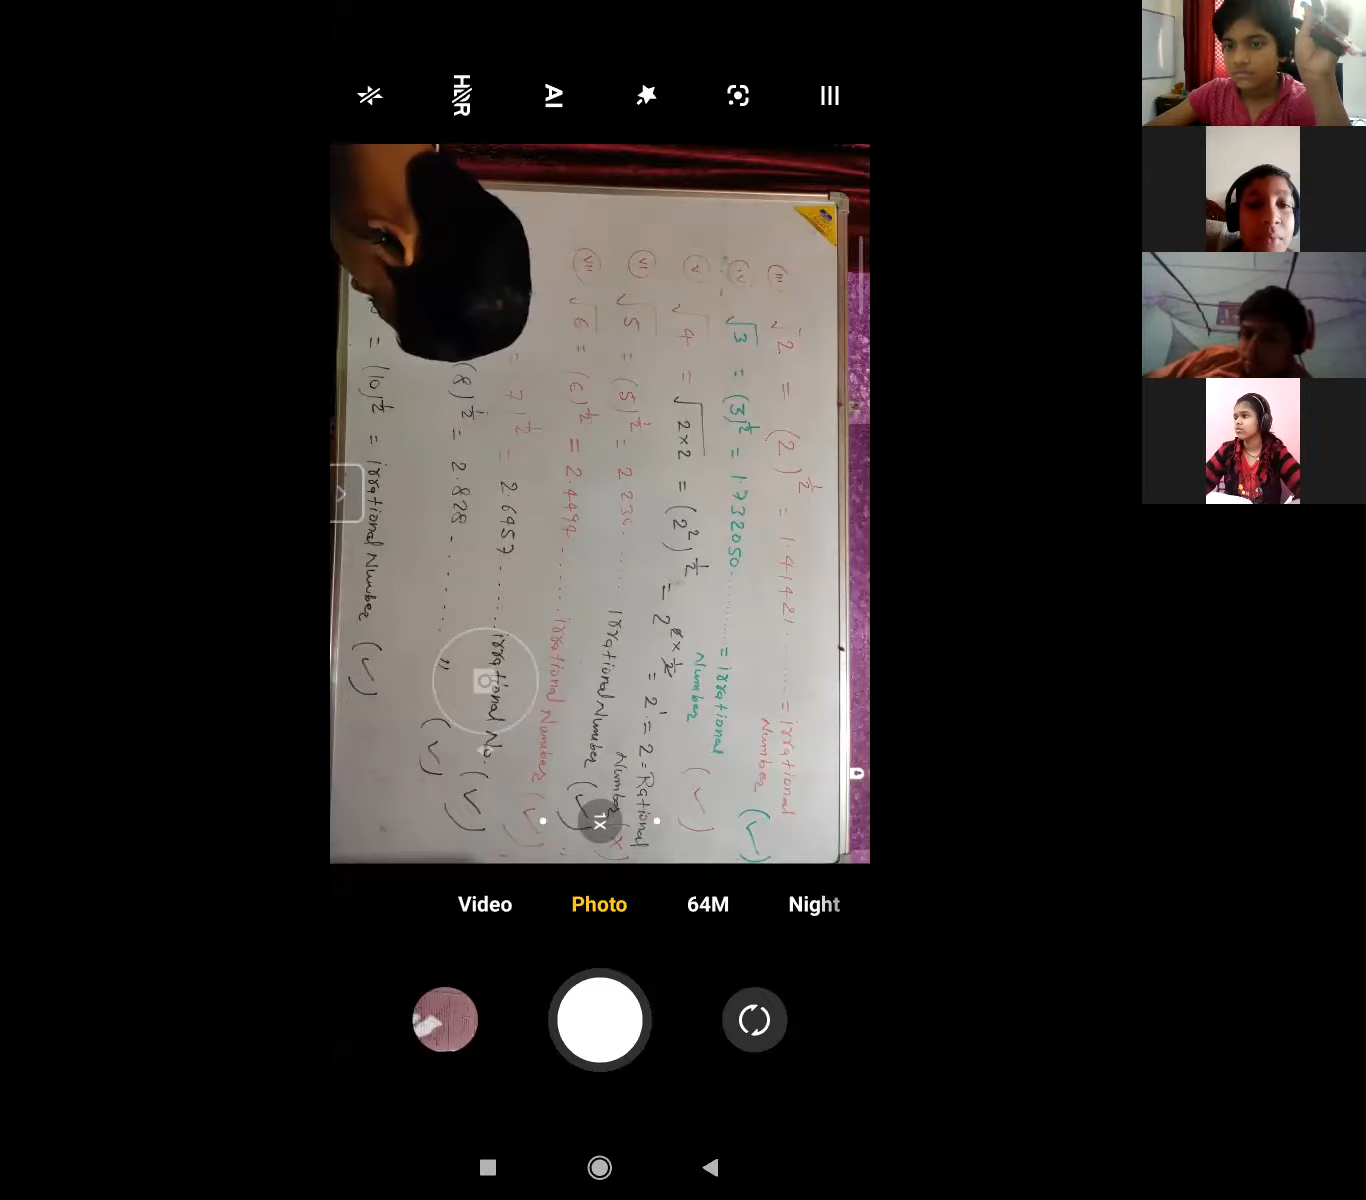 HDR
AI
(iii) √2 = (2)^1/2 = 1.41421......... = irrational
Number (✓)
(iv) √3 = (3)^1/2 = 1.732050........... = irrational
Number (✓)
(v) √4 = √2×2 = (2²)^1/2 = 2^2×1/2 = 2¹ = 2 = Rational
Number (×)
(vi) √5 = (5)^1/2 = 2.236........ irrational Number (✓)
(vii) √6 = (6)^1/2 = 2.4494........ irrational Number (✓)
= 7)^1/2 = 2.6457....... irrational No. (✓)
(8)^1/2 = 2.828 - ........ " (✓)
= (10)^1/2 = irrational Number (✓)
1X
Video Photo 64M Night